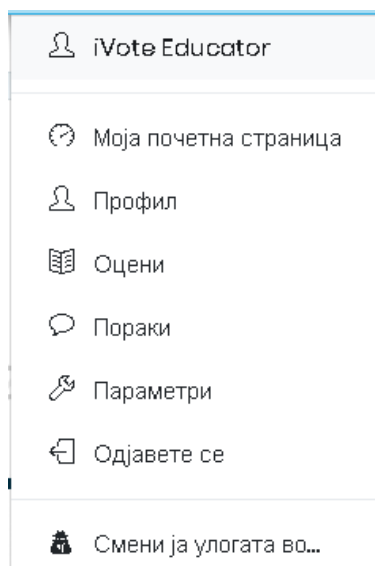 iVote Educator
Моја почетна страница
Профил
Оцени
Пораки
Параметри
Одјавете се
Смени ја улогата во...